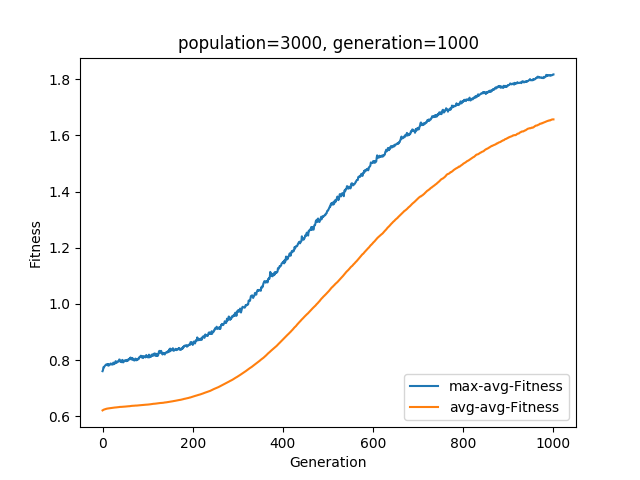 population=3000, generation=1000
1.8
1.6
1.4
1.2
1.0
0.8
0.6
Fitness
max-avg-Fitness
avg-avg-Fitness
0 200 400 600 800 1000
Generation